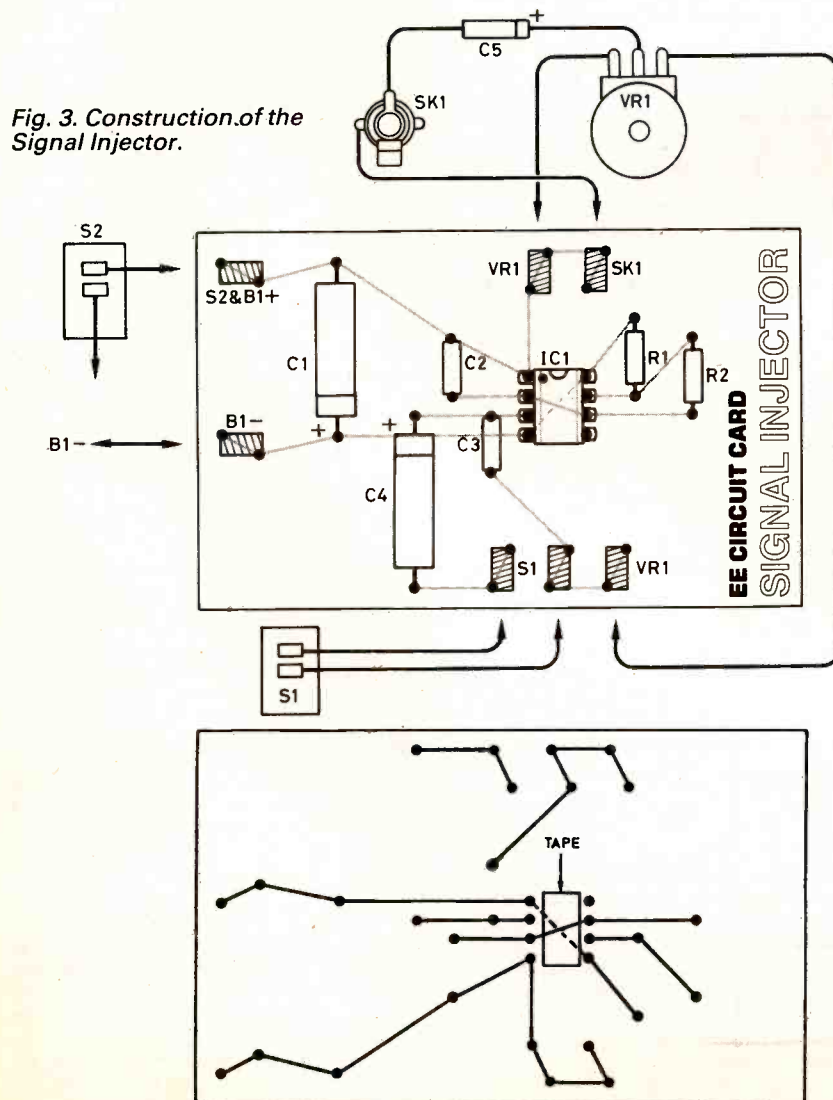 C5
+
SK1
VR1
Fig. 3. Construction.of the
Signal Injector.
S2
S2&B1+
VR1
SK1
C1
C2
IC1
R1
R2
B1-
B1-
+
+
C3
C4
S1
VR1
EE CIRCUIT CARD
SIGNAL INJECTOR
S1
TAPE